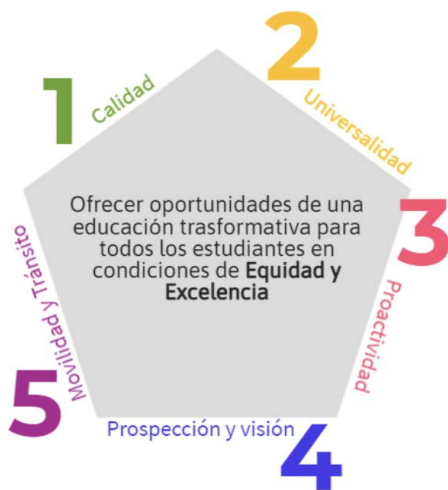 1
Calidad
2
Universalidad
3
Proactividad
4
Prospección y visión
5
Movilidad y Tránsito
Ofrecer oportunidades de una
educación trasformativa para
todos los estudiantes en
condiciones de Equidad y
Excelencia